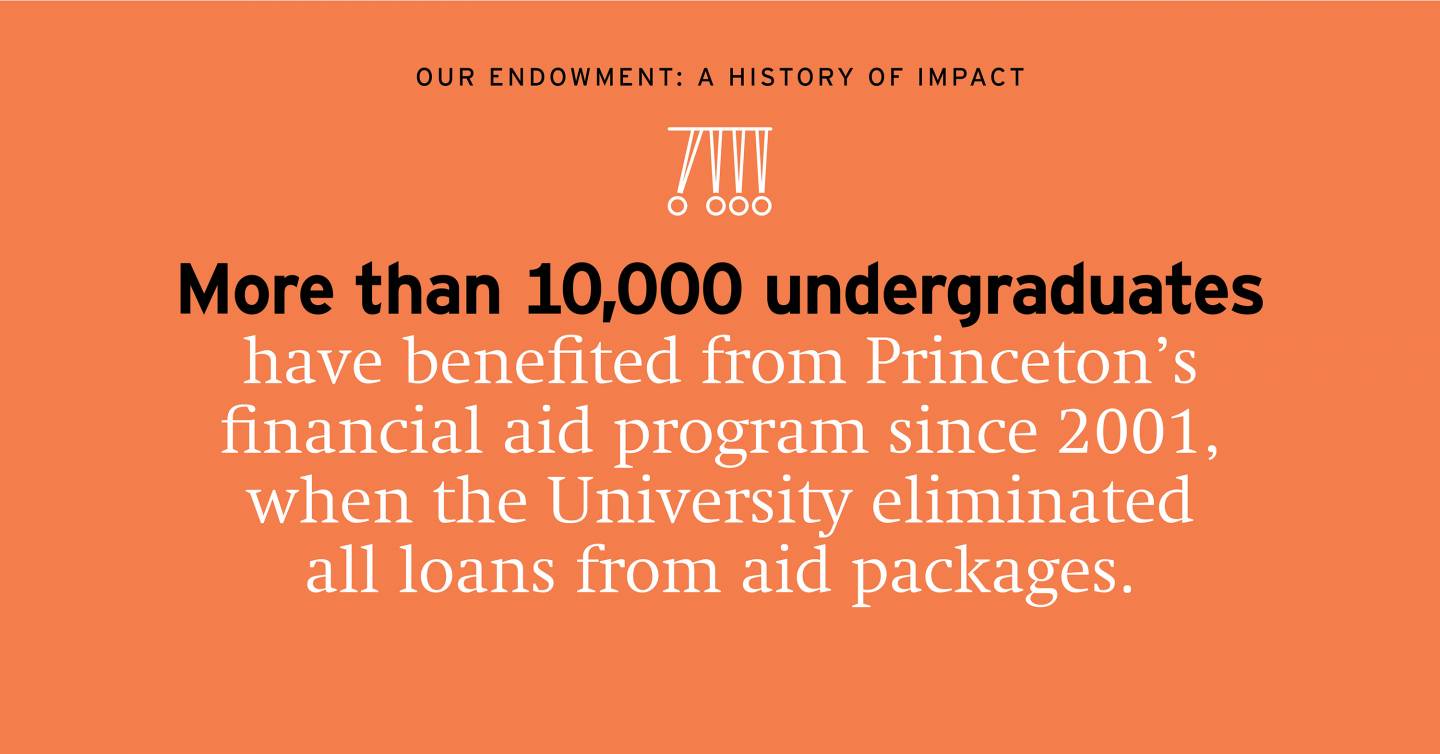 OUR ENDOWMENT: A HISTORY OF IMPACT
More than 10,000 undergraduates
have benefited from Princeton’s
financial aid program since 2001,
when the University eliminated
all loans from aid packages.